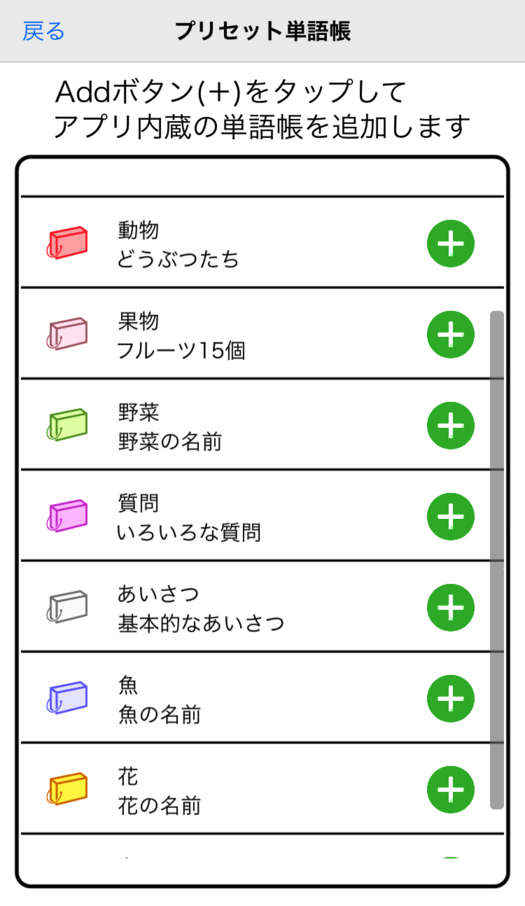 戻る
プリセット単語帳
Addボタン(＋)をタップして
アプリ内蔵の単語帳を追加します
動物
どうぶつたち
果物
フルーツ15個
野菜
野菜の名前
質問
いろいろな質問
あいさつ
基本的なあいさつ
魚
魚の名前
花
花の名前